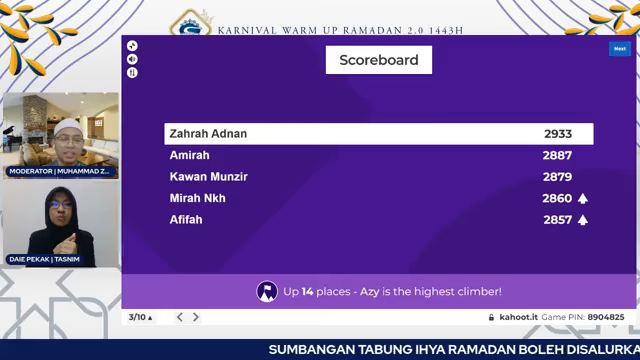 KARNIVAL WARM UP RAMADAN 2.0 1443H
Next
Scoreboard
Zahrah Adnan 2933
Amirah 2887
Kawan Munzir 2879
Mirah Nkh 2860
Afifah 2857
MODERATOR | MUHAMMAD Z...
DAIE PEKAK | TASNIM
Up 14 places - Azy is the highest climber!
3/10
kahoot.it Game PIN: 8904825
SUMBANGAN TABUNG IHYA RAMADAN BOLEH DISALURKA